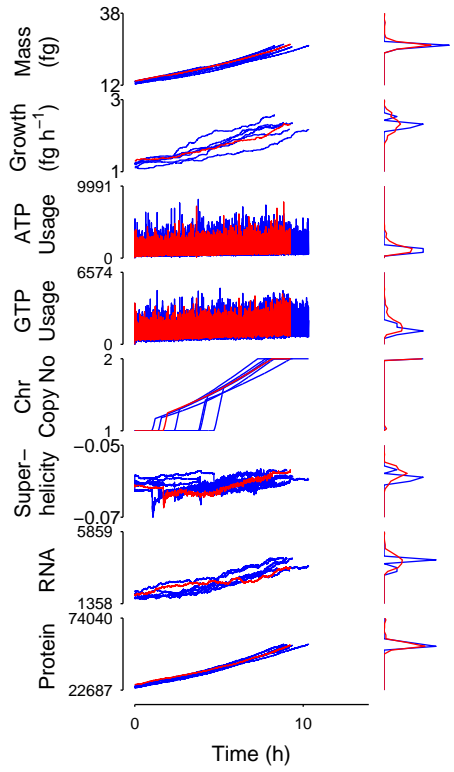 38
Mass
(fg)
12
3
Growth
(fg h⁻¹)
1
9991
ATP
Usage
0
6574
GTP
Usage
0
2
Chr
Copy No
1
−0.05
Super−
helicity
−0.07
5859
RNA
1358
74040
Protein
22687
0 10
Time (h)